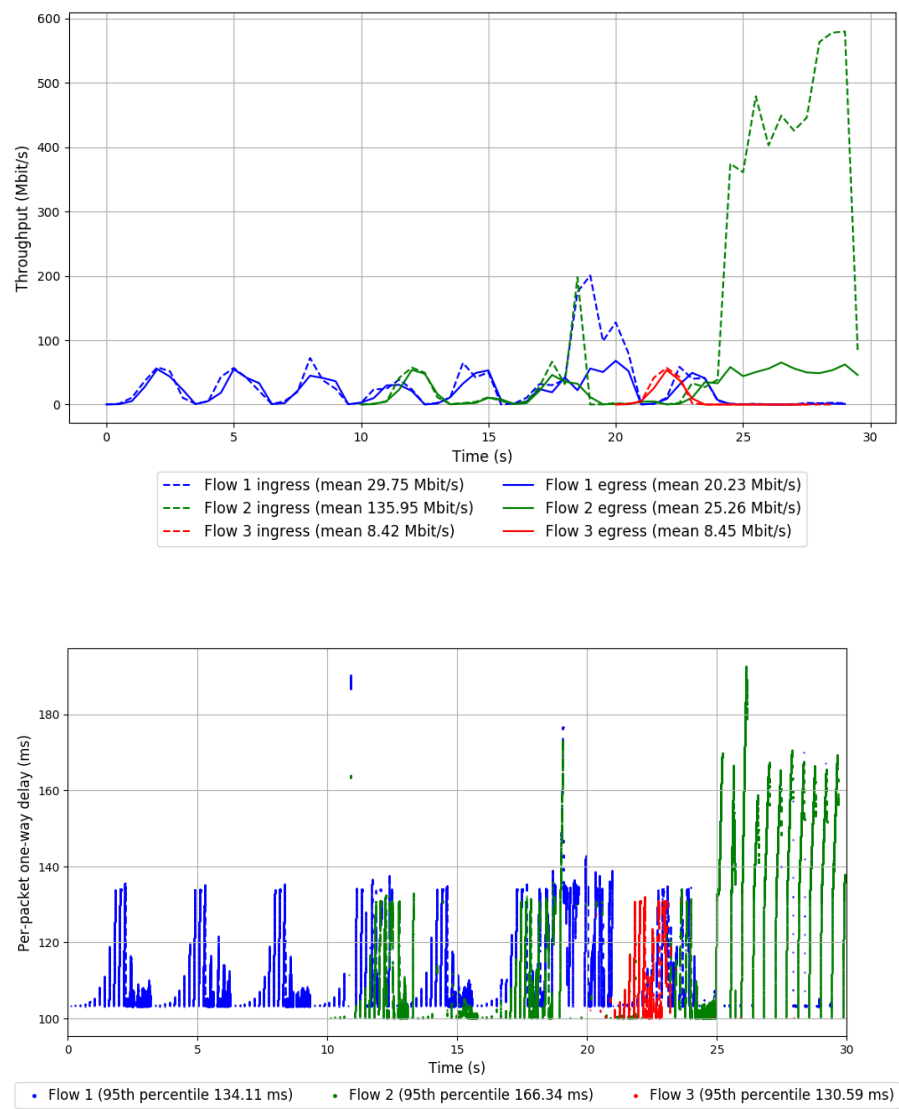 600
500
400
300
200
100
0
Throughput (Mbit/s)
0 5 10 15 20 25 30
Time (s)
Flow 1 ingress (mean 29.75 Mbit/s) Flow 1 egress (mean 20.23 Mbit/s)
Flow 2 ingress (mean 135.95 Mbit/s) Flow 2 egress (mean 25.26 Mbit/s)
Flow 3 ingress (mean 8.42 Mbit/s) Flow 3 egress (mean 8.45 Mbit/s)
180
160
140
120
100
Per-packet one-way delay (ms)
0 5 10 15 20 25 30
Time (s)
Flow 1 (95th percentile 134.11 ms) Flow 2 (95th percentile 166.34 ms) Flow 3 (95th percentile 130.59 ms)